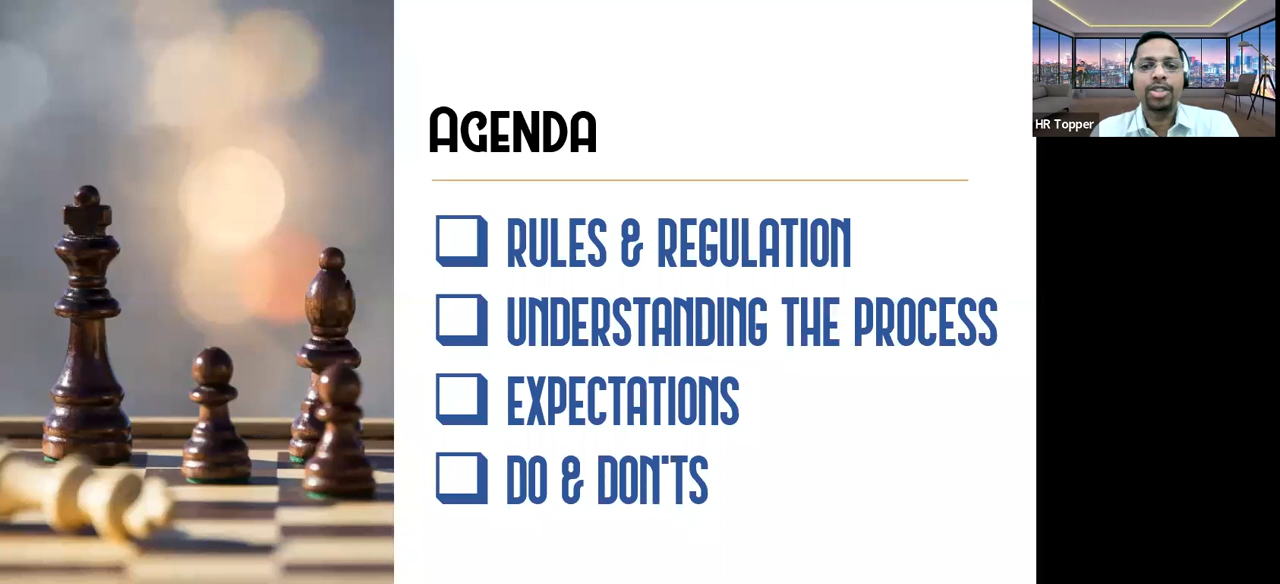 AGENDA
RULES & REGULATION
UNDERSTANDING THE PROCESS
EXPECTATIONS
DO & DON'TS
HR Topper